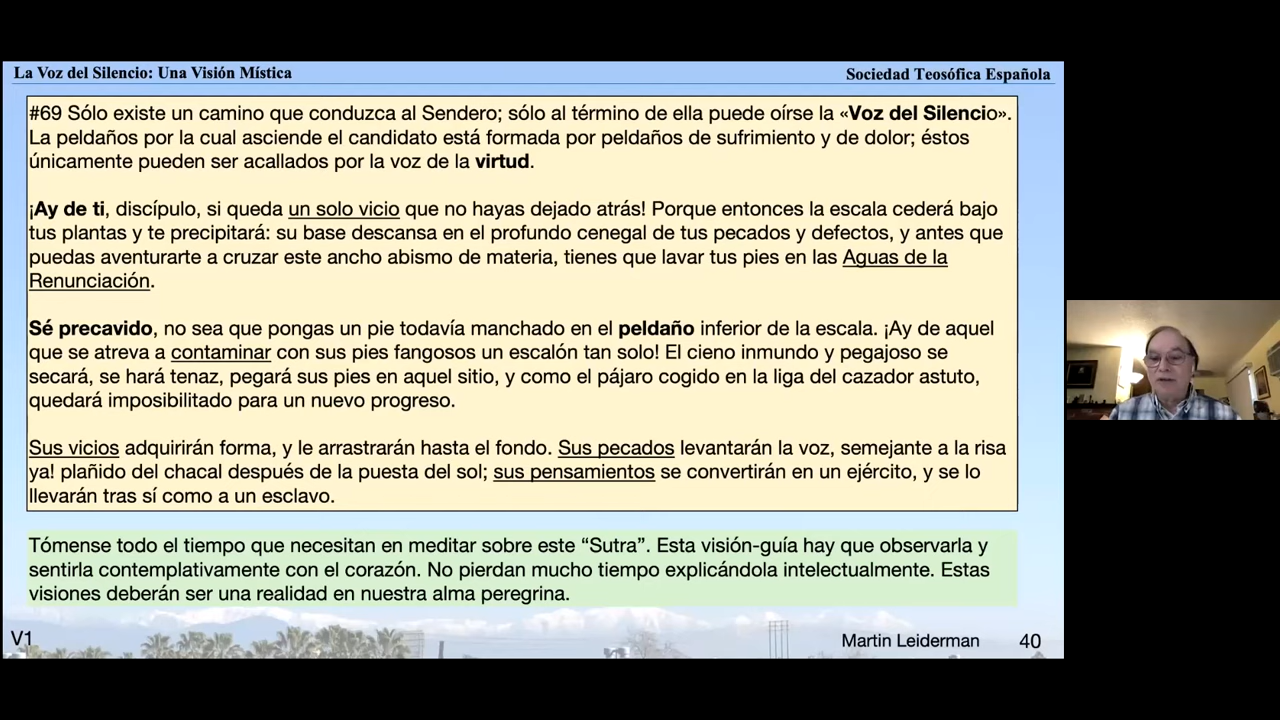 La Voz del Silencio: Una Visión Mística
Sociedad Teosófica Española
#69 Sólo existe un camino que conduzca al Sendero; sólo al término de ella puede oírse la «Voz del Silencio».
La peldaños por la cual asciende el candidato está formada por peldaños de sufrimiento y de dolor; éstos
únicamente pueden ser acallados por la voz de la virtud.
¡Ay de ti, discípulo, si queda un solo vicio que no hayas dejado atrás! Porque entonces la escala cederá bajo
tus plantas y te precipitará: su base descansa en el profundo cenegal de tus pecados y defectos, y antes que
puedas aventurarte a cruzar este ancho abismo de materia, tienes que lavar tus pies en las Aguas de la
Renunciación.
Sé precavido, no sea que pongas un pie todavía manchado en el peldaño inferior de la escala. ¡Ay de aquel
que se atreva a contaminar con sus pies fangosos un escalón tan solo! El cieno inmundo y pegajoso se
secará, se hará tenaz, pegará sus pies en aquel sitio, y como el pájaro cogido en la liga del cazador astuto,
quedará imposibilitado para un nuevo progreso.
Sus vicios adquirirán forma, y le arrastrarán hasta el fondo. Sus pecados levantarán la voz, semejante a la risa
ya! plañido del chacal después de la puesta del sol; sus pensamientos se convertirán en un ejército, y se lo
llevarán tras sí como a un esclavo.
Tómense todo el tiempo que necesitan en meditar sobre este “Sutra”. Esta visión-guía hay que observarla y
sentirla contemplativamente con el corazón. No pierdan mucho tiempo explicándola intelectualmente. Estas
visiones deberán ser una realidad en nuestra alma peregrina.
V1
Martin Leiderman 40